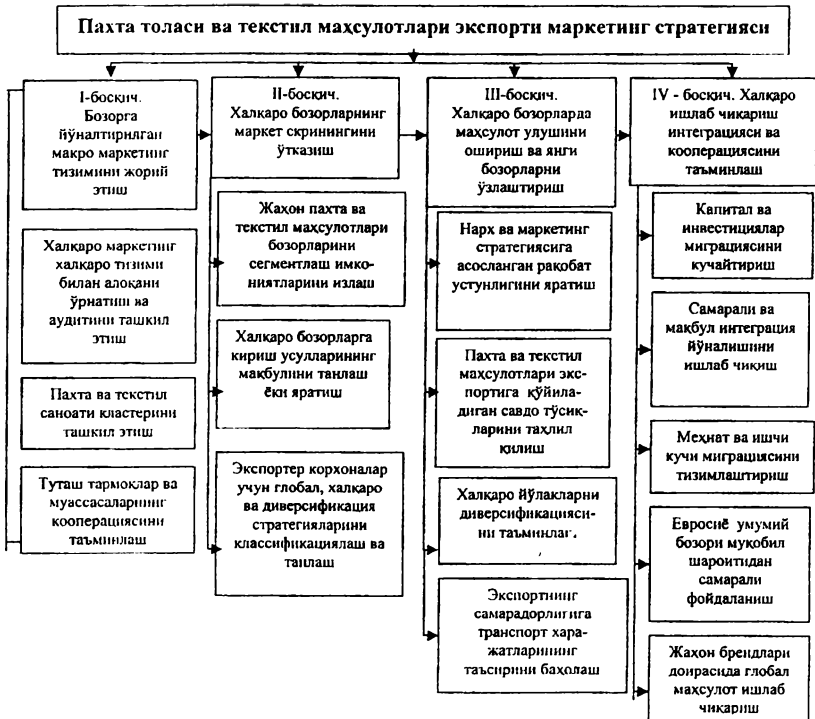 Пахта толаси ва текстил маҳсулотлари экспорти маркетинг стратегияси
I-босқич.
Бозорга
йўналтирилган
макро маркетинг
тизимини жорий
этиш
Халқаро маркетинг
халқаро тизими
билан алоқани
ўрнатиш ва
аудитини ташкил
этиш
Пахта ва текстил
саноати кластерини
ташкил этиш
Туташ тармоқлар ва
муассасаларнинг
кооперациясини
таъминлаш
II-босқич.
Халқаро бозорларнинг
маркет скринингини
ўтказиш
Жаҳон пахта ва
текстил маҳсулотлари
бозорларини
сегментлаш имко-
ниятларини излаш
Халқаро бозорларга
кириш усулларининг
мақбулини танлаш
ёки яратиш
Экспортер корхоналар
учун глобал, халқаро
ва диверсификация
стратегияларини
классификациялаш ва
танлаш
III-босқич.
Халқаро бозорларда
маҳсулот улушини
ошириш ва янги
бозорларни
ўзлаштириш
Нарх ва маркетинг
стратегиясига
асосланган рақобат
устунлигини яратиш
Пахта ва текстил
маҳсулотлари экс-
портига қўйила-
диган савдо тўсиқ-
ларини таҳлил
қилиш
Халқаро йўлакларни
диверсификацияси-
ни таъминлаш
Экспортнинг
самарадорлигига
транспорт хара-
жатларининг
таъсирини баҳолаш
IV - босқич. Халқаро
ишлаб чиқариш
интеграцияси ва
кооперациясини
таъминлаш
Капитал ва
инвестициялар
миграциясини
кучайтириш
Самарали ва
мақбул интеграция
йўналишини
ишлаб чиқиш
Меҳнат ва ишчи
кучи миграциясини
тизимлаштириш
Евросиё умумий
бозори муқобил
шароитидан
самарали
фойдаланиш
Жаҳон брендлари
доирасида глобал
маҳсулот ишлаб
чиқариш